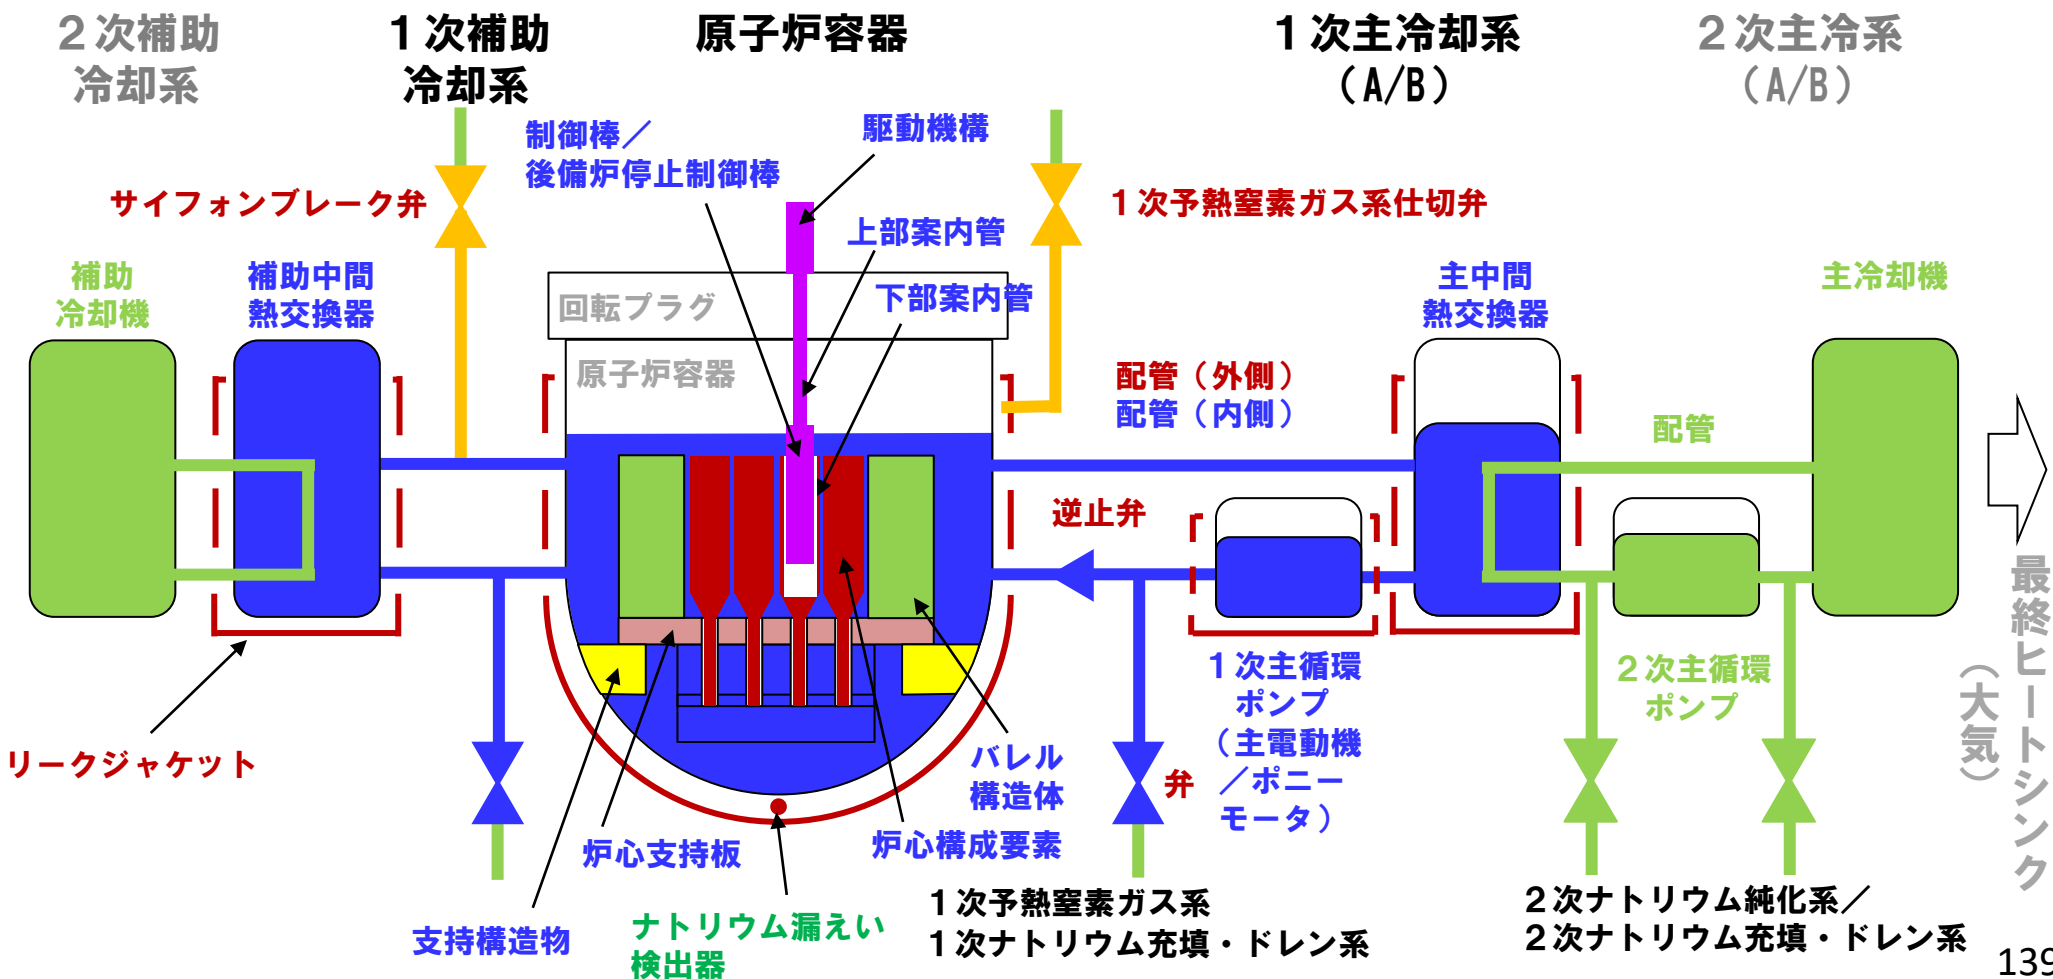 ２次補助
冷却系
１次補助
冷却系
原子炉容器
１次主冷却系
（A/B）
２次主冷系
（A/B）
制御棒／
後備炉停止制御棒
駆動機構
サイフォンブレーク弁
１次予熱窒素ガス系仕切弁
上部案内管
補助
冷却機
補助中間
熱交換器
回転プラグ
下部案内管
主中間
熱交換器
主冷却機
原子炉容器
配管（外側）
配管（内側）
配管
逆止弁
最終ヒートシンク
（大気）
１次主循環
ポンプ
（主電動機
／ポニー
モータ）
２次主循環
ポンプ
リークジャケット
バレル
構造体
弁
炉心支持板
炉心構成要素
支持構造物
ナトリウム漏えい
検出器
１次予熱窒素ガス系
１次ナトリウム充填・ドレン系
２次ナトリウム純化系／
２次ナトリウム充填・ドレン系
139